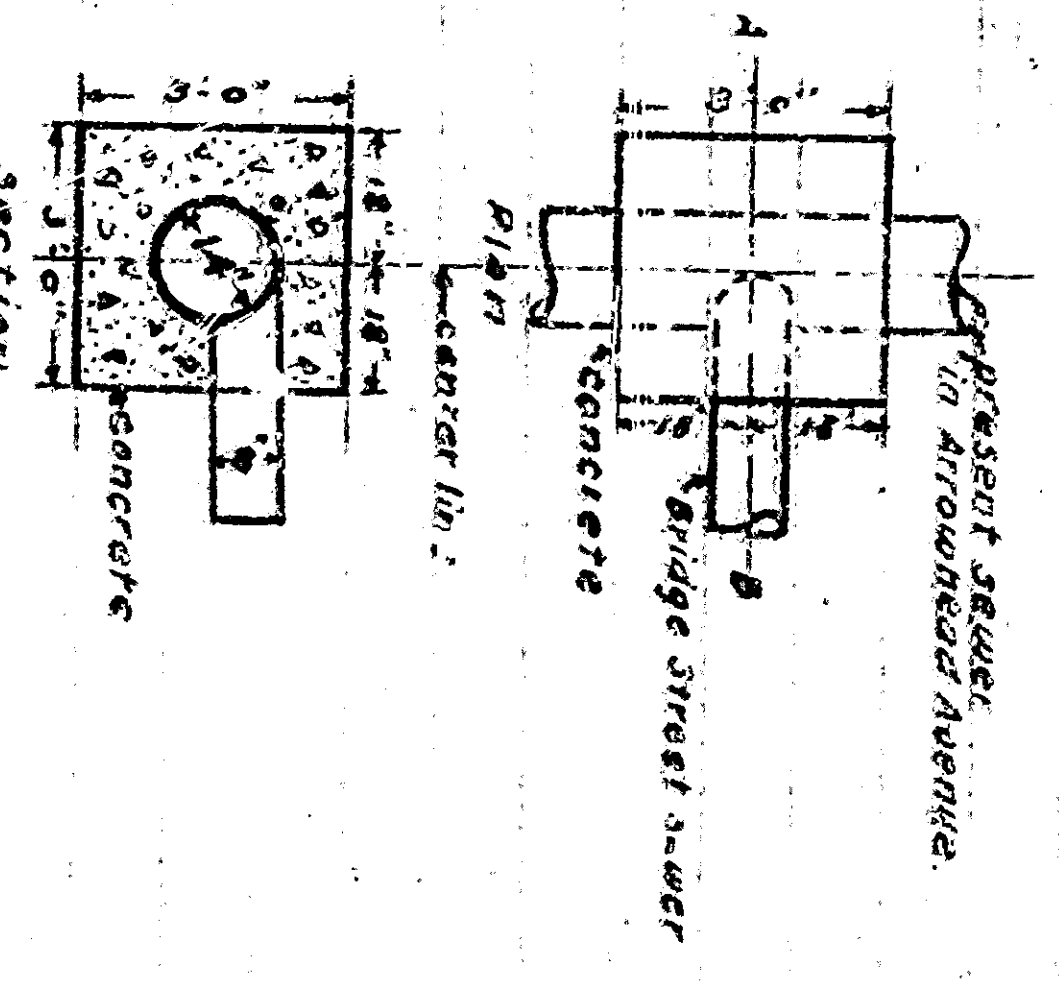 Present sewer
in Arrowhead Avenue.
A
B
18"
18"
Bridge Street Sewer
concrete
Plan
center line
18"
18"
3'-0"
3'-0"
8"
concrete
Section